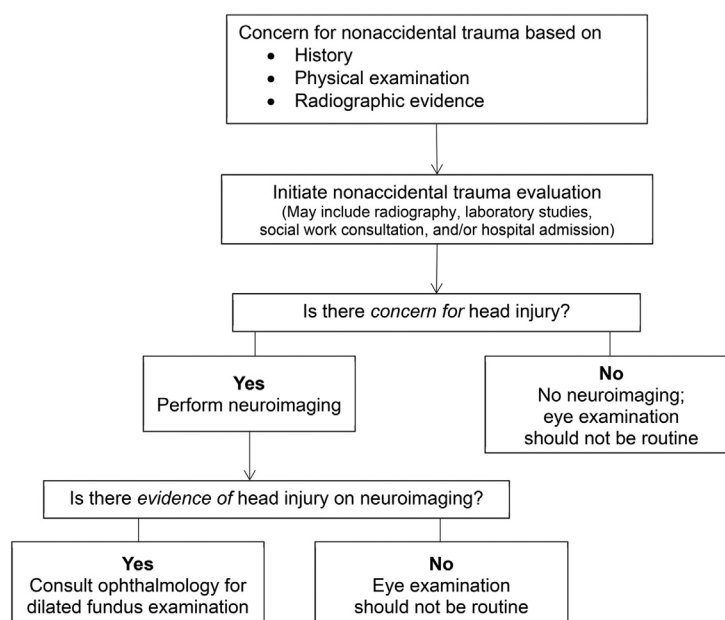 Concern for nonaccidental trauma based on
• History
• Physical examination
• Radiographic evidence
Initiate nonaccidental trauma evaluation
(May include radiography, laboratory studies,
social work consultation, and/or hospital admission)
Is there concern for head injury?
Yes
Perform neuroimaging
No
No neuroimaging;
eye examination
should not be routine
Is there evidence of head injury on neuroimaging?
Yes
Consult ophthalmology for
dilated fundus examination
No
Eye examination
should not be routine